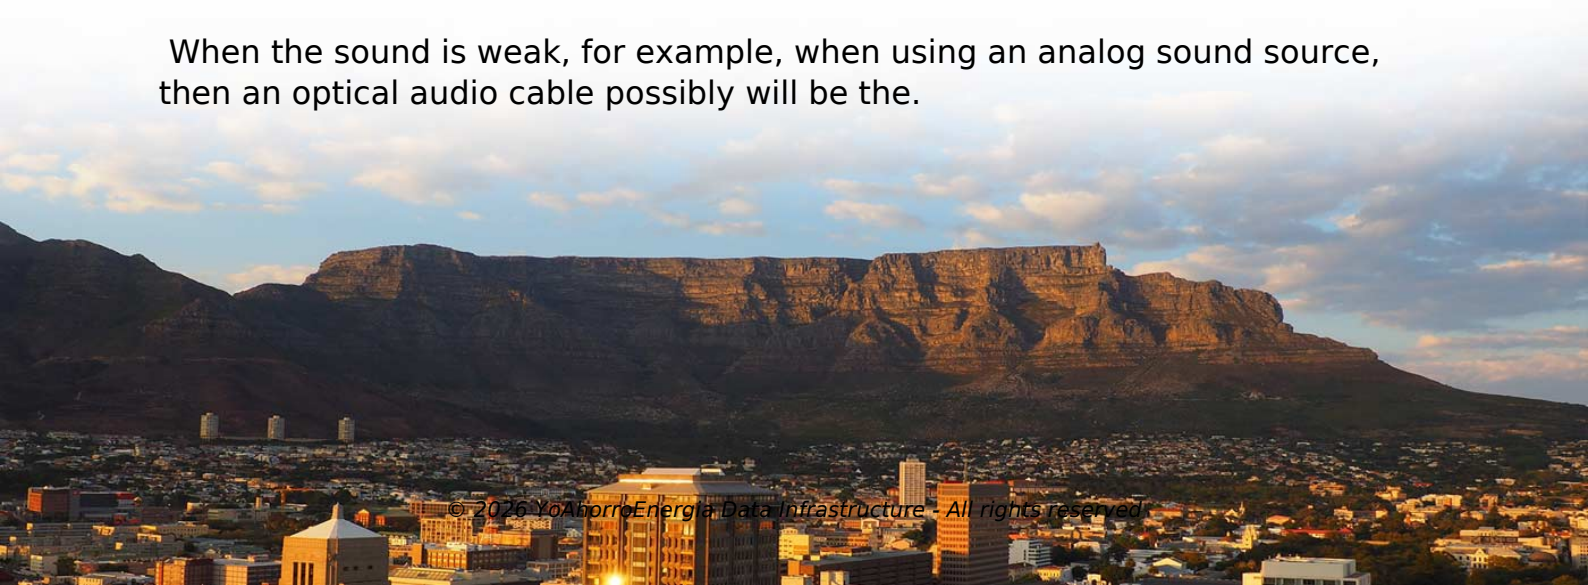 When the sound is weak, for example, when using an analog sound source,
then an optical audio cable possibly will be the.
© 2026 YoAhorroEnergia Data Infrastructure - All rights reserved